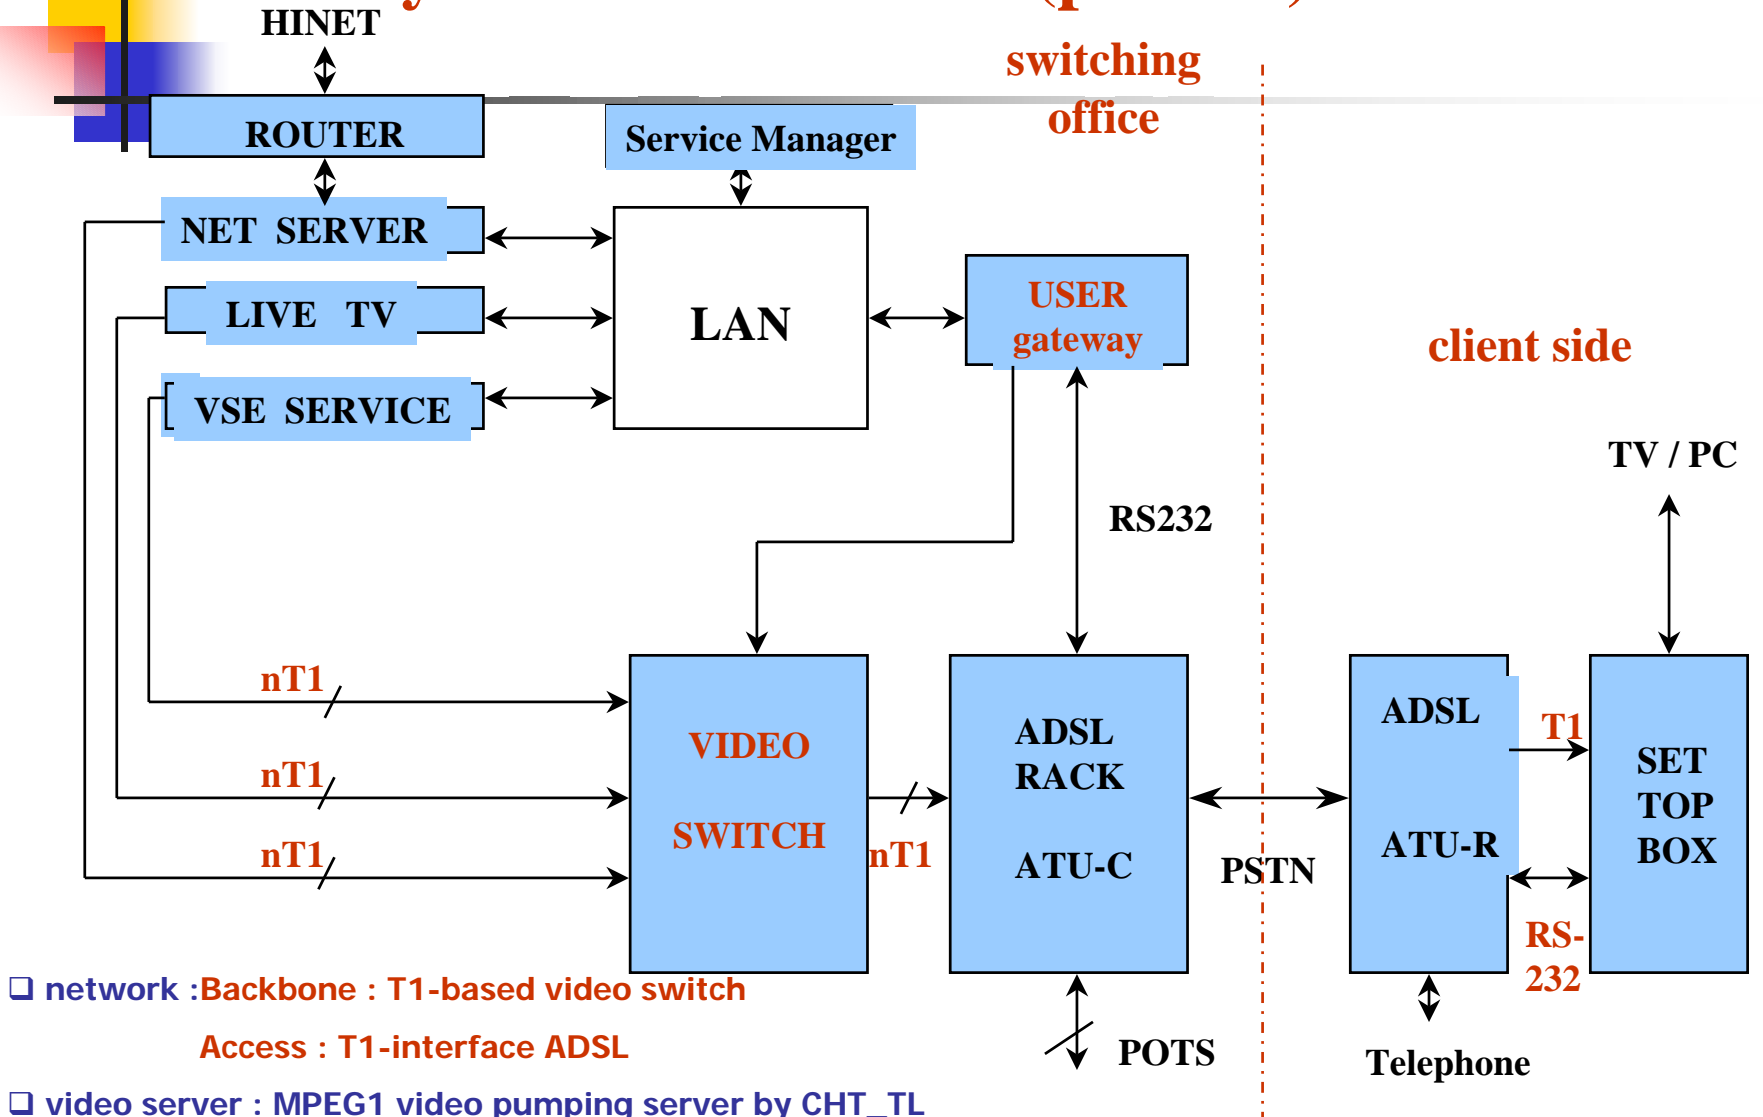 HINET
switching
office
ROUTER
Service Manager
NET SERVER
LIVE TV
LAN
USER
gateway
client side
VSE SERVICE
TV / PC
RS232
nT1
nT1
nT1
VIDEO
SWITCH
nT1
ADSL
RACK
ATU-C
PSTN
ADSL
ATU-R
T1
RS-
232
SET
TOP
BOX
POTS
Telephone
❑ network :Backbone : T1-based video switch
Access : T1-interface ADSL
❑ video server : MPEG1 video pumping server by CHT_TL